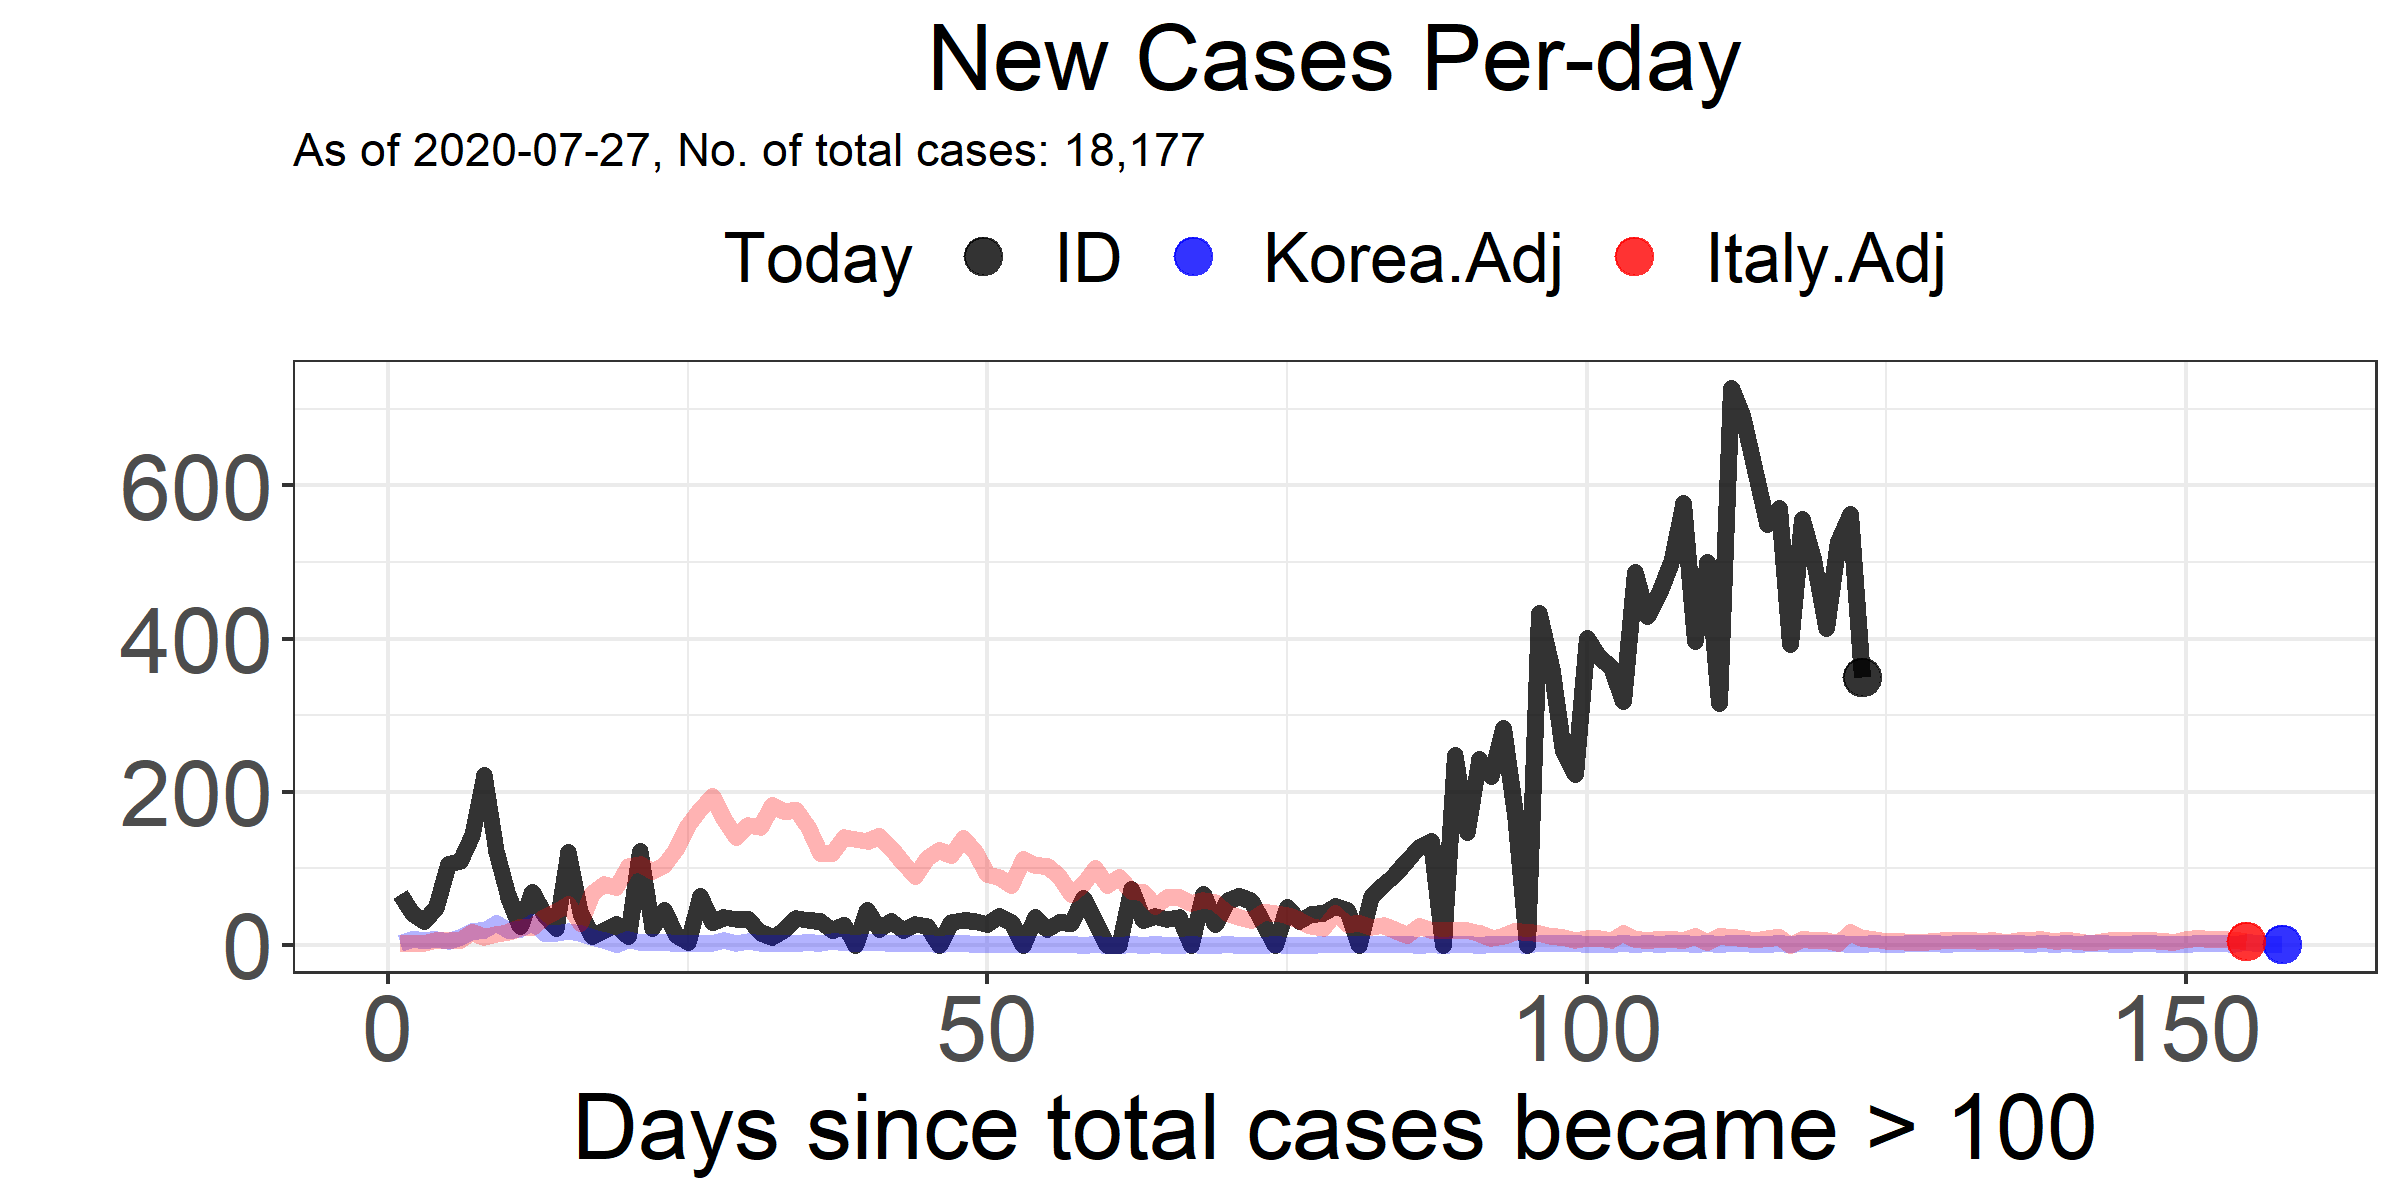 New Cases Per-day
As of 2020-07-27, No. of total cases: 18,177
Today ID Korea.Adj Italy.Adj
600
400
200
0
0 50 100 150
Days since total cases became > 100